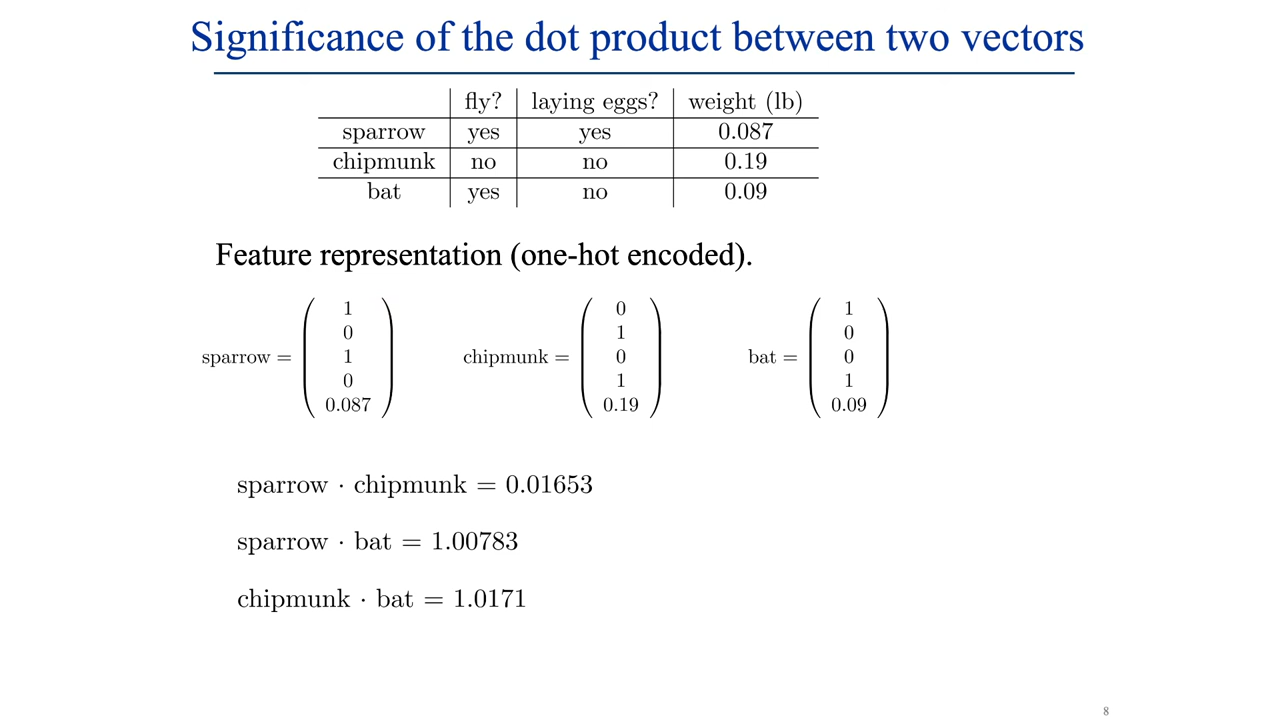 Significance of the dot product between two vectors
fly? laying eggs? weight (lb)
sparrow yes yes 0.087
chipmunk no no 0.19
bat yes no 0.09
Feature representation (one-hot encoded).
1 0 1
0 1 0
sparrow = 1 chipmunk = 0 bat = 0
0 1 1
0.087 0.19 0.09
sparrow · chipmunk = 0.01653
sparrow · bat = 1.00783
chipmunk · bat = 1.0171
8